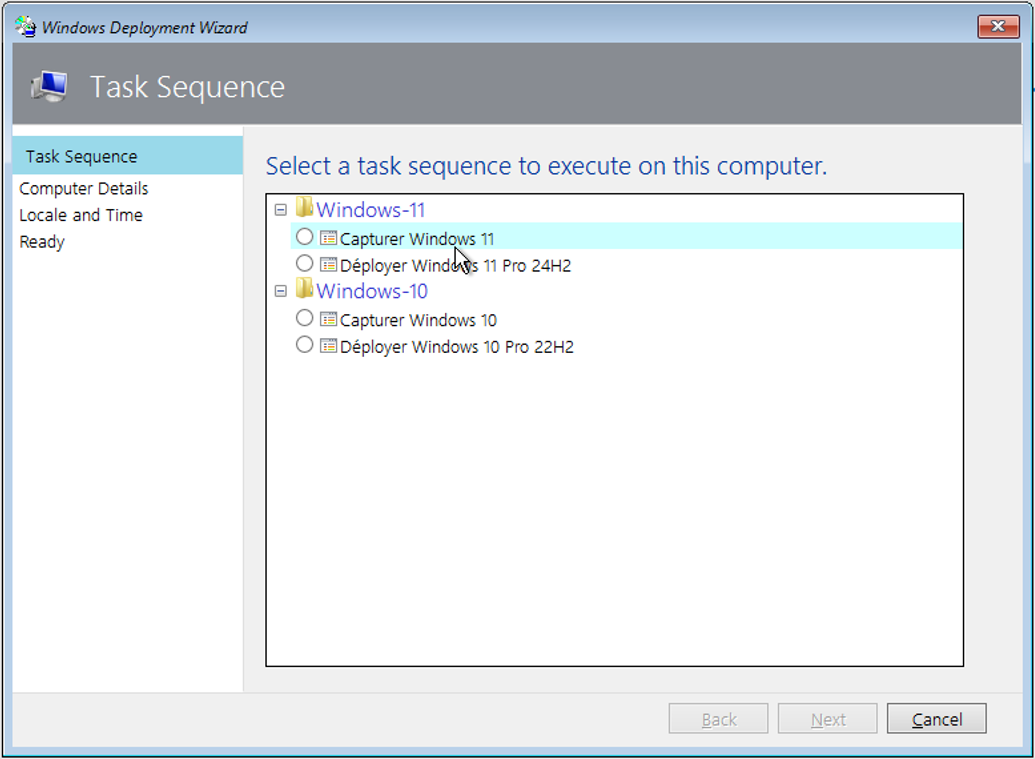 Windows Deployment Wizard
Task Sequence
Task Sequence
Computer Details
Locale and Time
Ready
Select a task sequence to execute on this computer.
Windows-11
Capturer Windows 11
Déployer Windows 11 Pro 24H2
Windows-10
Capturer Windows 10
Déployer Windows 10 Pro 22H2
Back
Next
Cancel